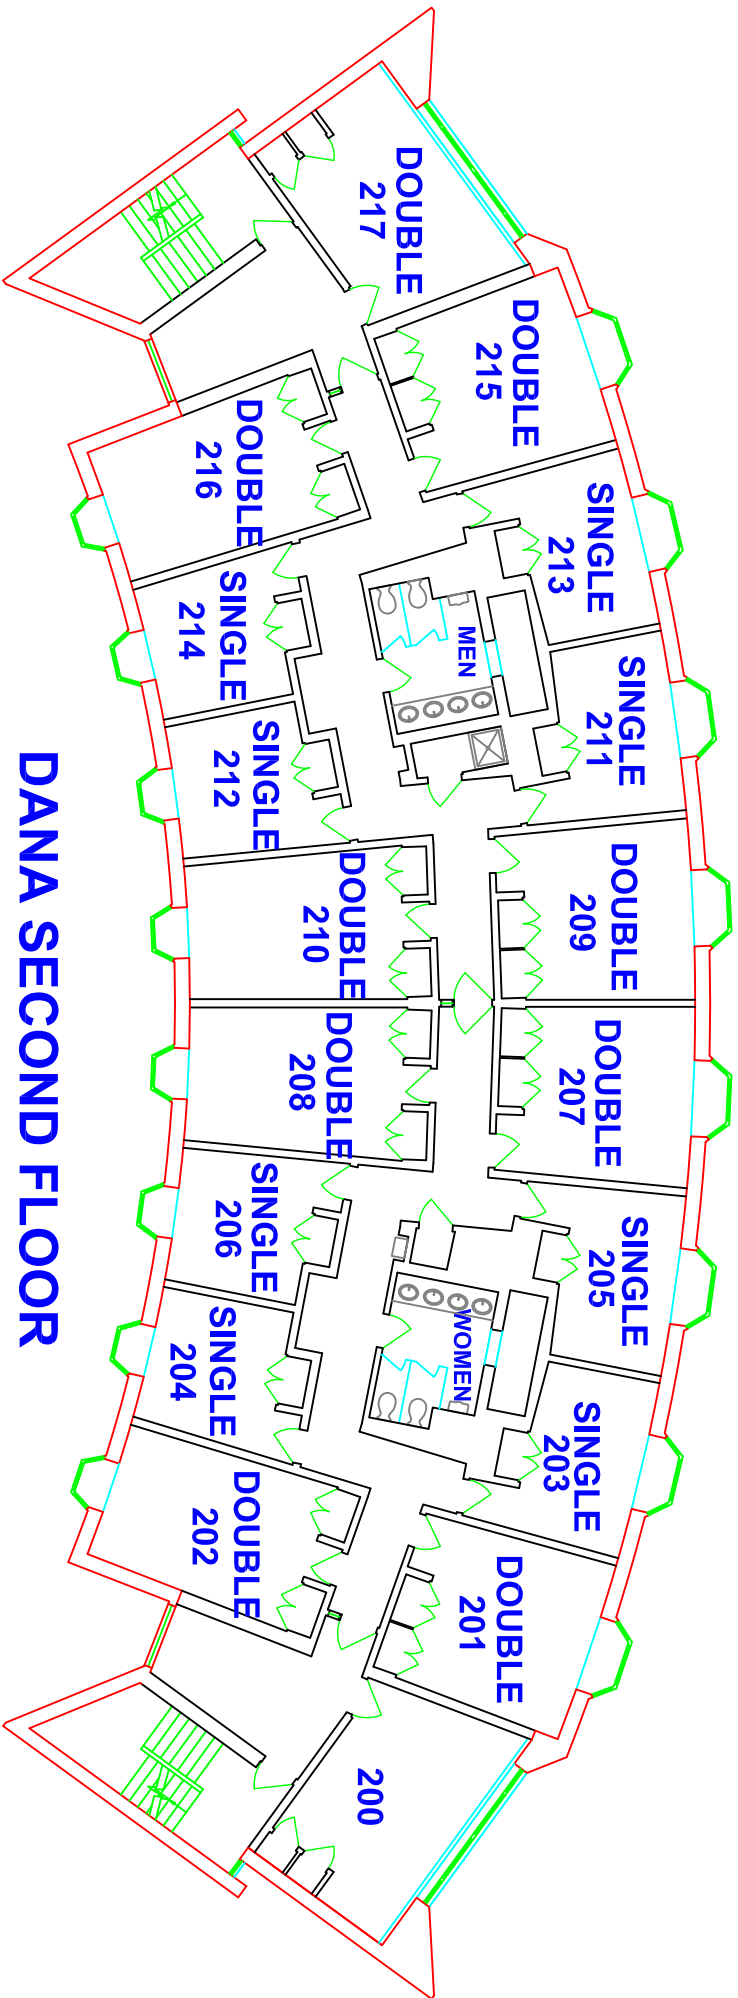 DOUBLE
217
DOUBLE
215
DOUBLE
216
SINGLE
213
SINGLE
214
MEN
SINGLE
211
SINGLE
212
DOUBLE
209
DOUBLE
210
DOUBLE
207
DOUBLE
208
SINGLE
205
SINGLE
206
WOMEN
SINGLE
203
SINGLE
204
DOUBLE
201
DOUBLE
202
200
DANA SECOND FLOOR